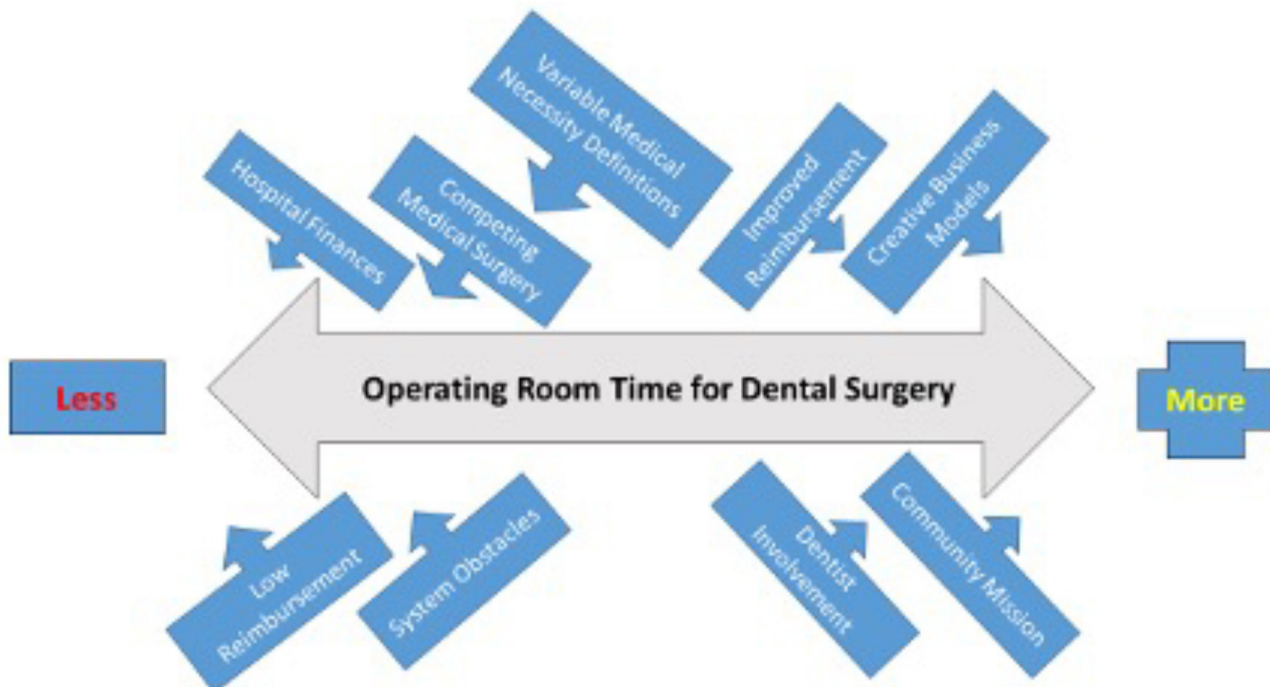 Variable Medical
Necessity Definitions
Hospital Finances
Competing
Medical Surgery
Improved
Reimbursement
Creative Business
Models
Less
Operating Room Time for Dental Surgery
More
Low
Reimbursement
System Obstacles
Dentist
Involvement
Community Mission